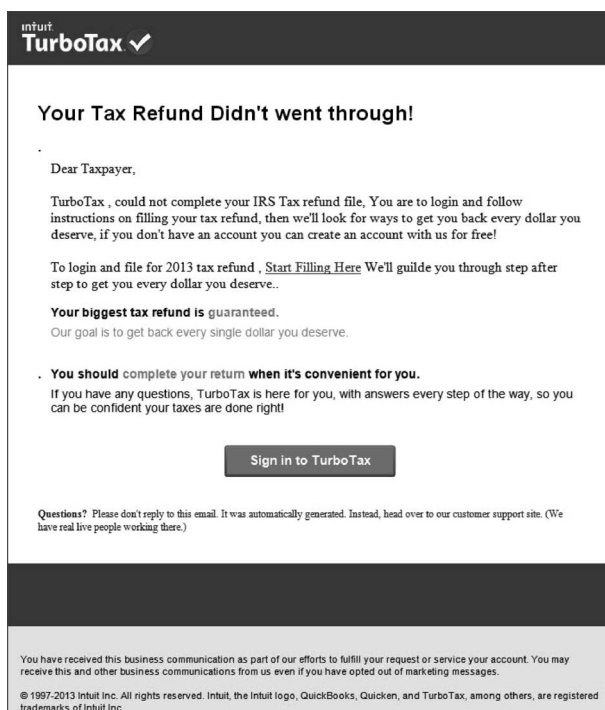 intuit.
TurboTax
Your Tax Refund Didn't went through!
.
Dear Taxpayer,
TurboTax , could not complete your IRS Tax refund file, You are to login and follow
instructions on filling your tax refund, then we'll look for ways to get you back every dollar you
deserve, if you don't have an account you can create an account with us for free!
To login and file for 2013 tax refund , Start Filling Here We'll guilde you through step after
step to get you every dollar you deserve..
Your biggest tax refund is guaranteed.
Our goal is to get back every single dollar you deserve.
. You should complete your return when it's convenient for you.
If you have any questions, TurboTax is here for you, with answers every step of the way, so you
can be confident your taxes are done right!
Sign in to TurboTax
Questions? Please don't reply to this email. It was automatically generated. Instead, head over to our customer support site. (We
have real live people working there.)
You have received this business communication as part of our efforts to fulfill your request or service your account. You may
receive this and other business communications from us even if you have opted out of marketing messages.
© 1997-2013 Intuit Inc. All rights reserved. Intuit, the Intuit logo, QuickBooks, Quicken, and TurboTax, among others, are registered
trademarks of Intuit Inc